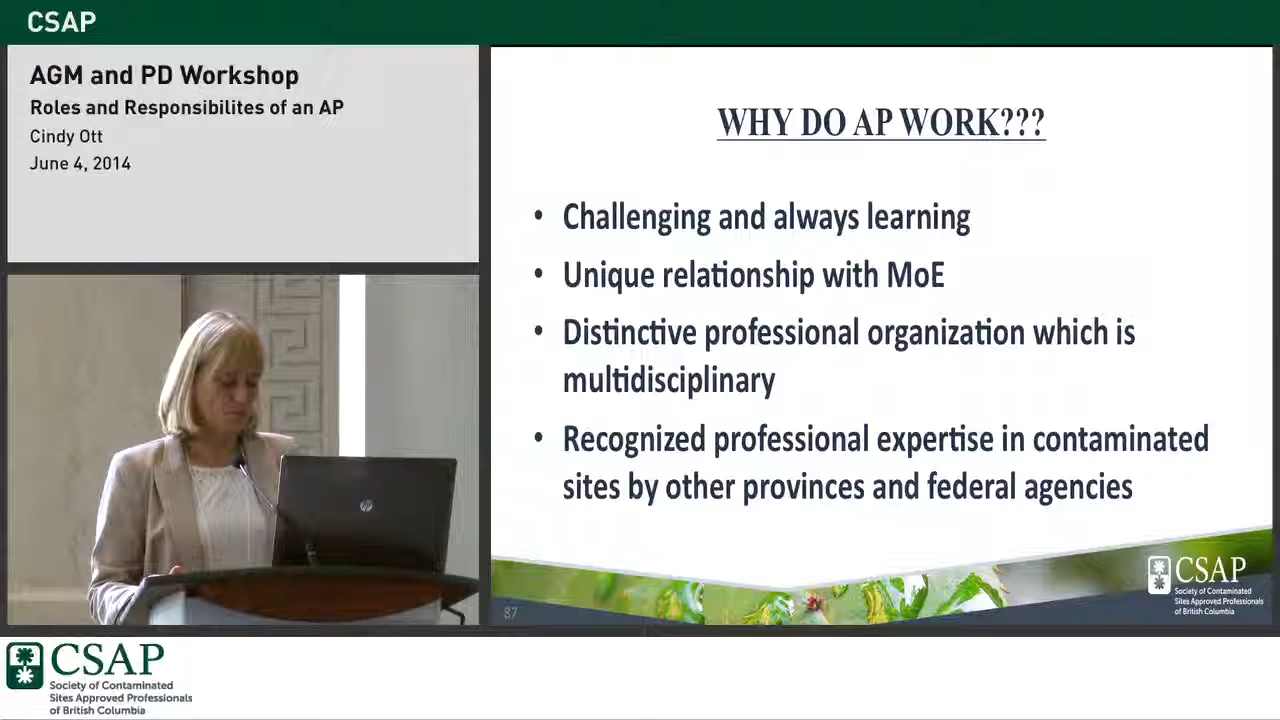 CSAP
AGM and PD Workshop
Roles and Responsibilites of an AP
Cindy Ott
June 4, 2014
WHY DO AP WORK???
• Challenging and always learning
• Unique relationship with MoE
• Distinctive professional organization which is
multidisciplinary
• Recognized professional expertise in contaminated
sites by other provinces and federal agencies
CSAP
Society of Contaminated
Sites Approved Professionals
of British Columbia
37
hp
CSAP
Society of Contaminated
Sites Approved Professionals
of British Columbia